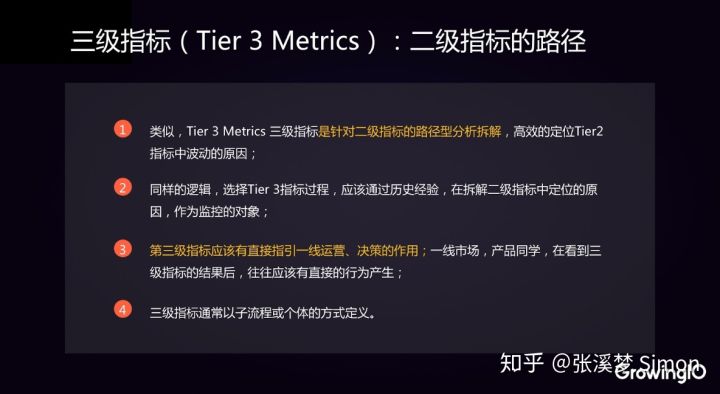 三级指标（Tier 3 Metrics）：二级指标的路径
1 类似，Tier 3 Metrics 三级指标是针对二级指标的路径型分析拆解，高效的定位Tier2
指标中波动的原因；
2 同样的逻辑，选择Tier 3指标过程，应该通过历史经验，在拆解二级指标中定位的原
因，作为监控的对象；
3 第三级指标应该有直接指引一线运营、决策的作用；一线市场，产品同学，在看到三
级指标的结果后，往往应该有直接的行为产生；
4 三级指标通常以子流程或个体的方式定义。
知乎 @张溪梦 Simon
GrowingIO